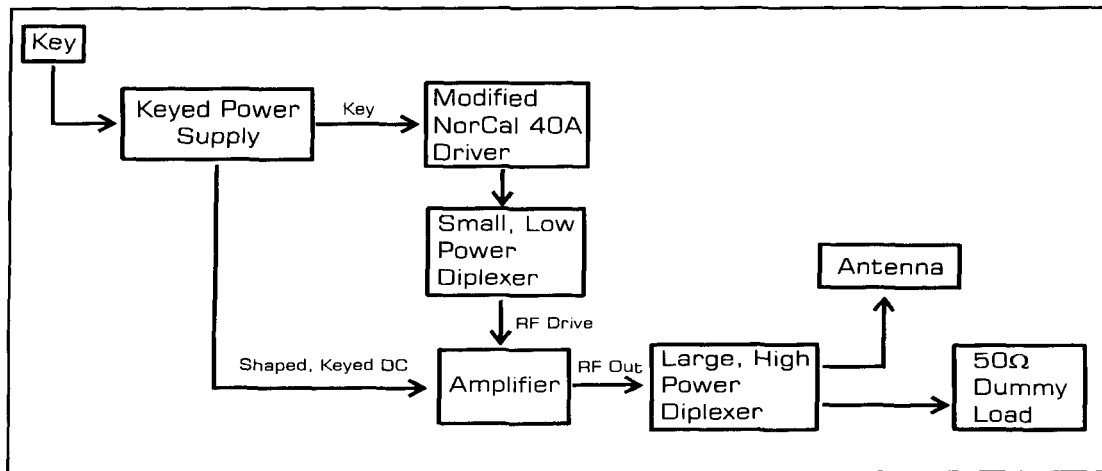 Key
Keyed Power
Supply
Key
Modified
NorCal 40A
Driver
Small, Low
Power
Diplexer
RF Drive
Antenna
Shaped, Keyed DC
Amplifier
RF Out
Large, High
Power
Diplexer
50Ω
Dummy
Load